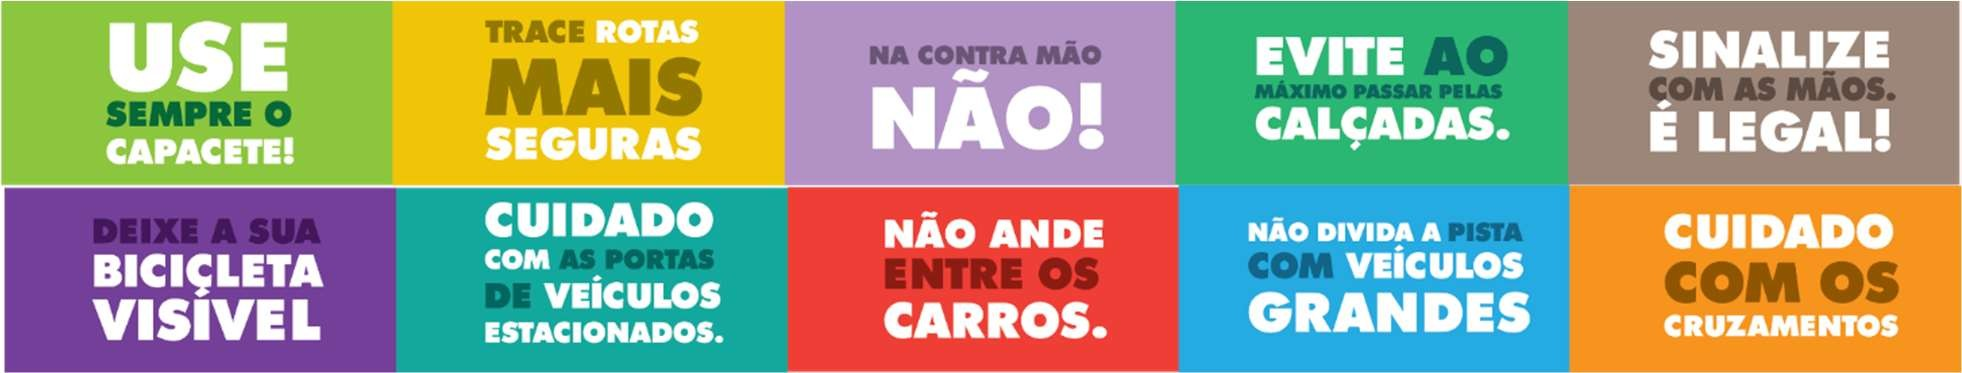 USE
SEMPRE O
CAPACETE!
TRACE ROTAS
MAIS
SEGURAS
NA CONTRA MÃO
NÃO!
EVITE AO
MÁXIMO PASSAR PELAS
CALÇADAS.
SINALIZE
COM AS MÃOS.
É LEGAL!
DEIXE A SUA
BICICLETA
VISÍVEL
CUIDADO
COM AS PORTAS
DE VEÍCULOS
ESTACIONADOS.
NÃO ANDE
ENTRE OS
CARROS.
NÃO DIVIDA A PISTA
COM VEÍCULOS
GRANDES
CUIDADO
COM OS
CRUZAMENTOS